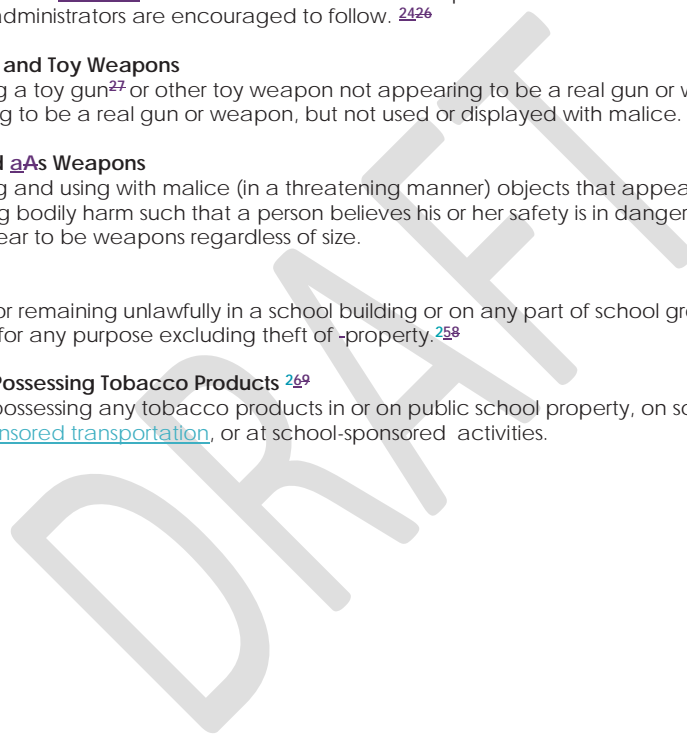 administrators are encouraged to follow. 2426
and Toy Weapons
g a toy gun27 or other toy weapon not appearing to be a real gun or w
g to be a real gun or weapon, but not used or displayed with malice.
d aAs Weapons
g and using with malice (in a threatening manner) objects that appea
g bodily harm such that a person believes his or her safety is in danger
ear to be weapons regardless of size.
or remaining unlawfully in a school building or on any part of school gr
for any purpose excluding theft of -property.258
Possessing Tobacco Products 269
possessing any tobacco products in or on public school property, on sc
nsored transportation, or at school-sponsored activities.
DRAFT